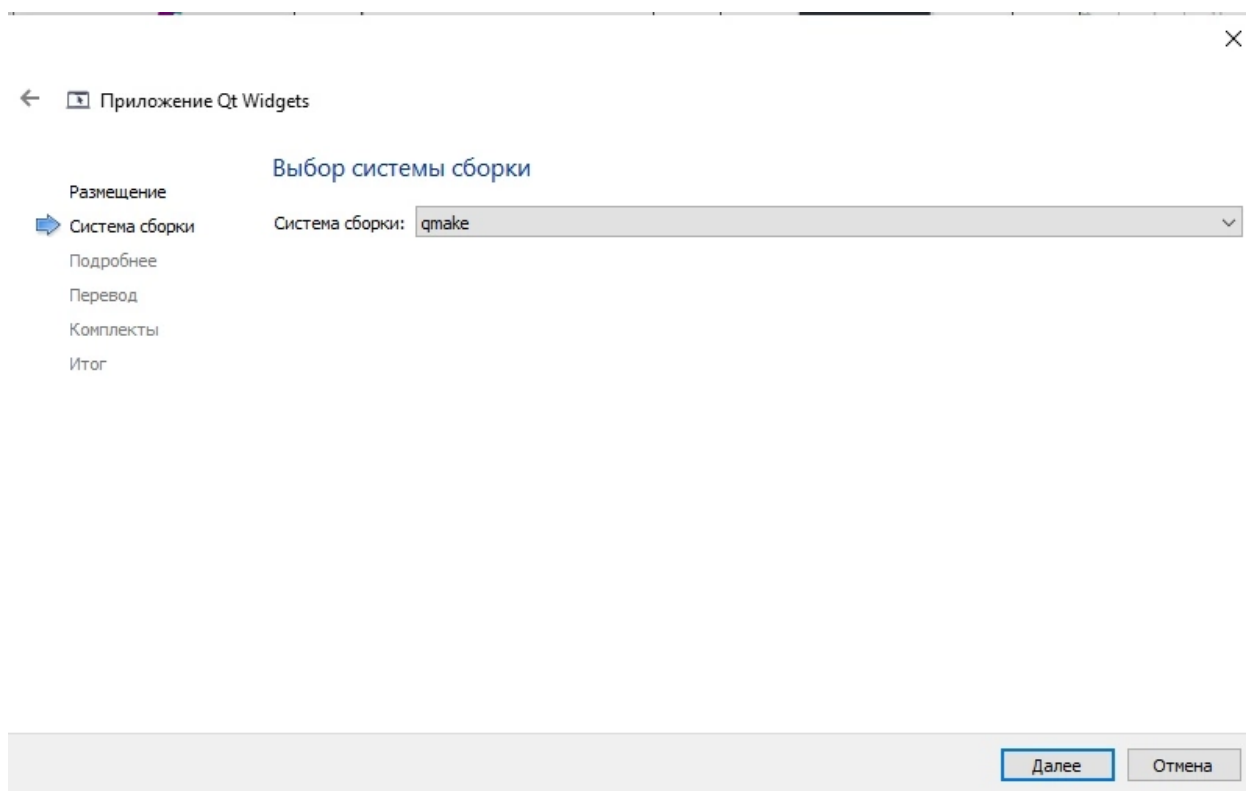 Приложение Qt Widgets
Выбор системы сборки
Размещение
Система сборки
Подробнее
Перевод
Комплекты
Итог
Система сборки: qmake
Далее Отмена